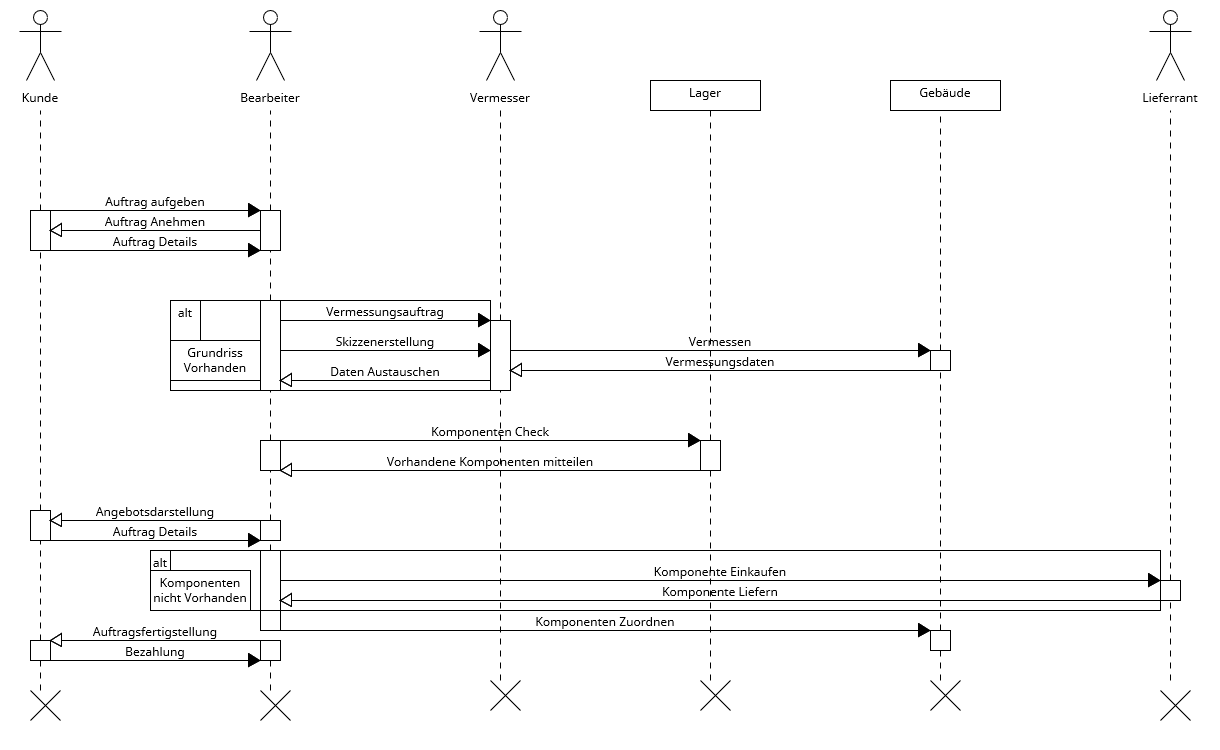 Kunde
Bearbeiter
Vermesser
Lager
Gebäude
Lieferrant
Auftrag aufgeben
Auftrag Anehmen
Auftrag Details
alt
Vermessungsauftrag
Grundriss
Vorhanden
Skizzenerstellung
Vermessen
Vermessungsdaten
Daten Austauschen
Komponenten Check
Vorhandene Komponenten mitteilen
Angebotsdarstellung
Auftrag Details
alt
Komponenten
nicht Vorhanden
Komponente Einkaufen
Komponente Liefern
Komponenten Zuordnen
Auftragsfertigstellung
Bezahlung